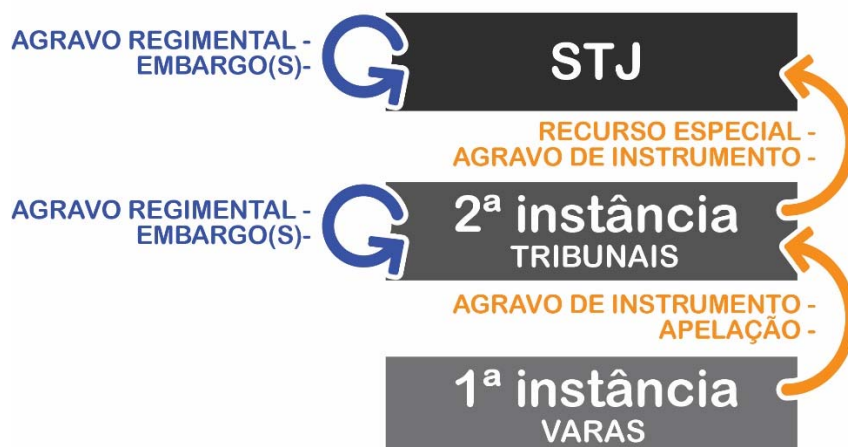 AGRAVO REGIMENTAL -
EMBARGO(S)-
STJ
RECURSO ESPECIAL -
AGRAVO DE INSTRUMENTO-
AGRAVO REGIMENTAL -
EMBARGO(S)-
2ª instância
TRIBUNAIS
AGRAVO DE INSTRUMENTO-
APELAÇÃO -
1ª instância
VARAS